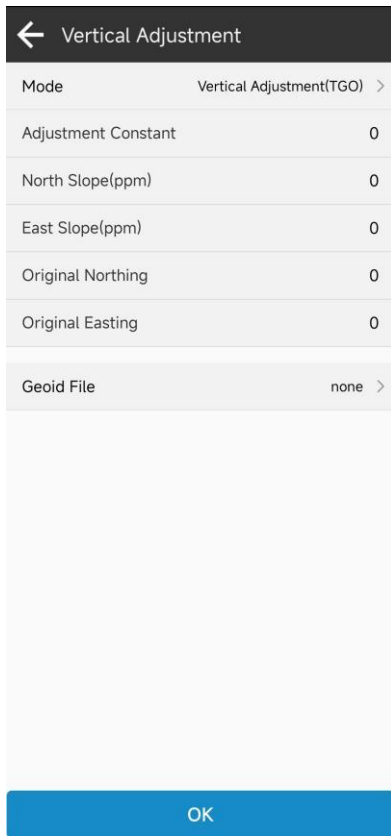 Vertical Adjustment
Mode Vertical Adjustment(TGO) >
Adjustment Constant 0
North Slope(ppm) 0
East Slope(ppm) 0
Original Northing 0
Original Easting 0
Geoid File none >
OK